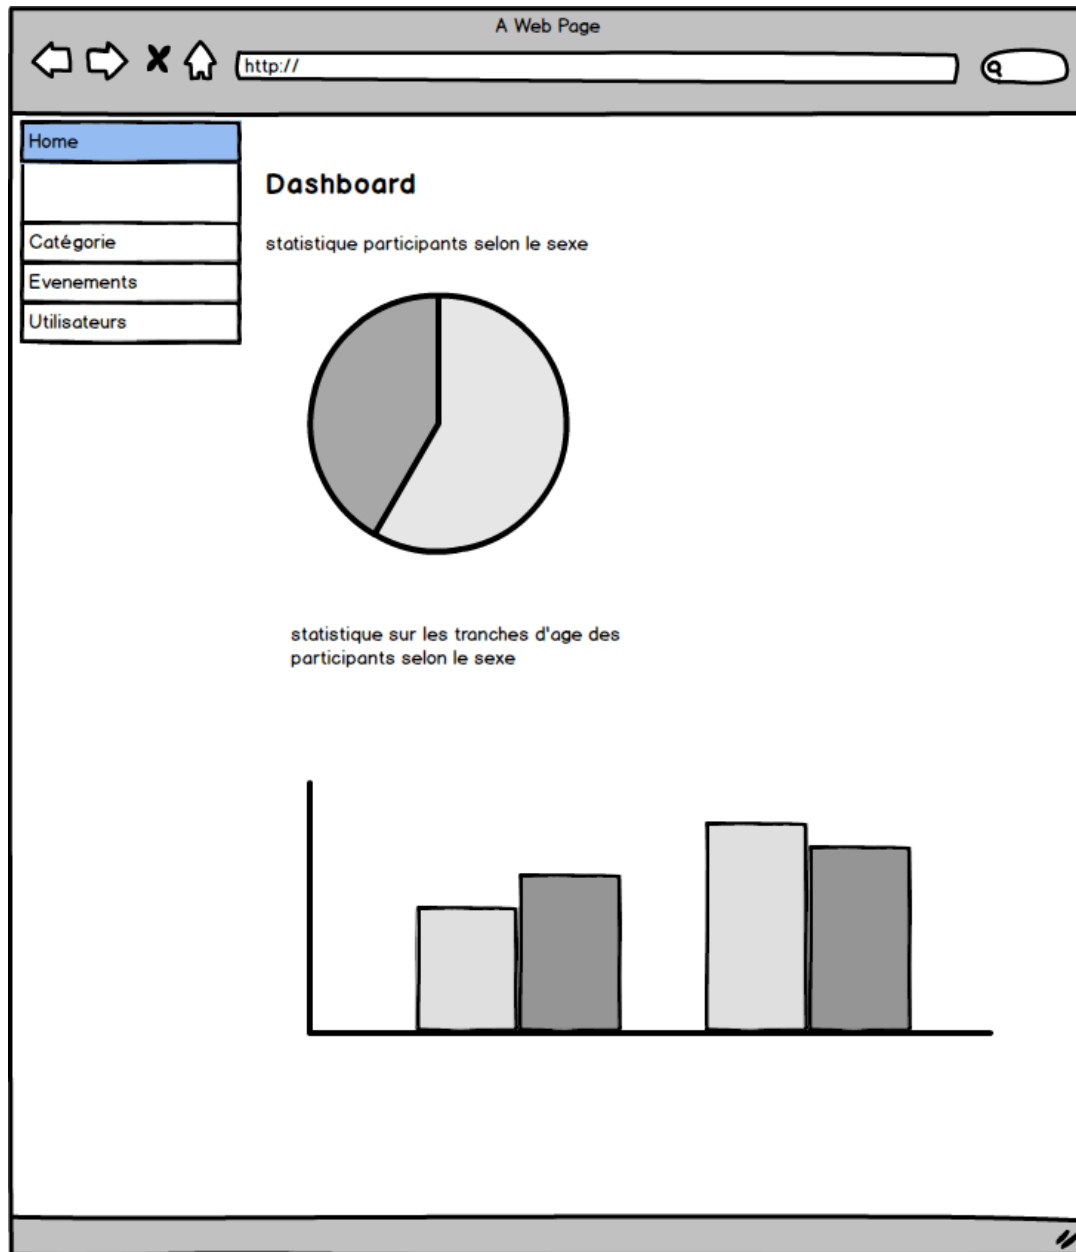 A Web Page
http://
Home
Catégorie
Evenements
Utilisateurs
Dashboard
statistique participants selon le sexe
statistique sur les tranches d'age des
participants selon le sexe